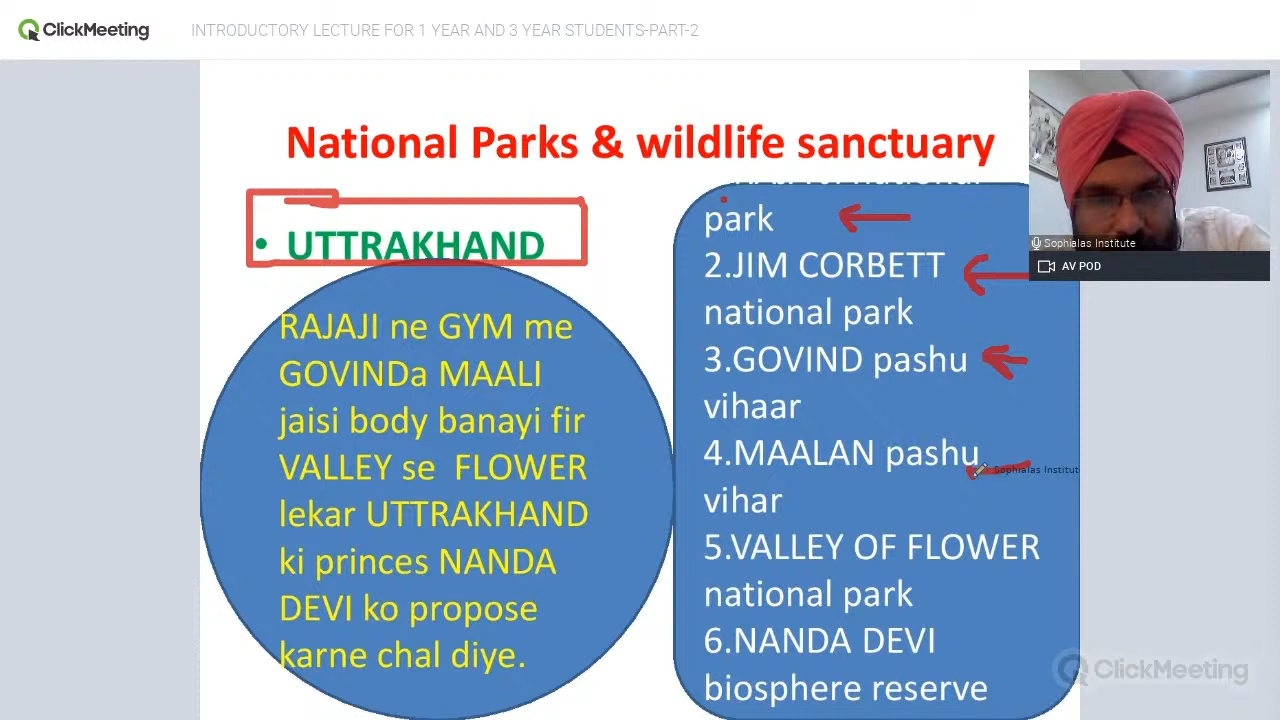 ClickMeeting INTRODUCTORY LECTURE FOR 1 YEAR AND 3 YEAR STUDENTS-PART-2
National Parks & wildlife sanctuary
• UTTRAKHAND
RAJAJI ne GYM me
GOVINDa MAALI
jaisi body banayi fir
VALLEY se FLOWER
lekar UTTRAKHAND
ki princes NANDA
DEVI ko propose
karne chal diye.
park
2.JIM CORBETT
national park
3.GOVIND pashu
vihaar
4.MAALAN pashu
vihar
5.VALLEY OF FLOWER
national park
6.NANDA DEVI
biosphere reserve
Sophialas Institute
AV POD
Sophialas Institut
ClickMeeting